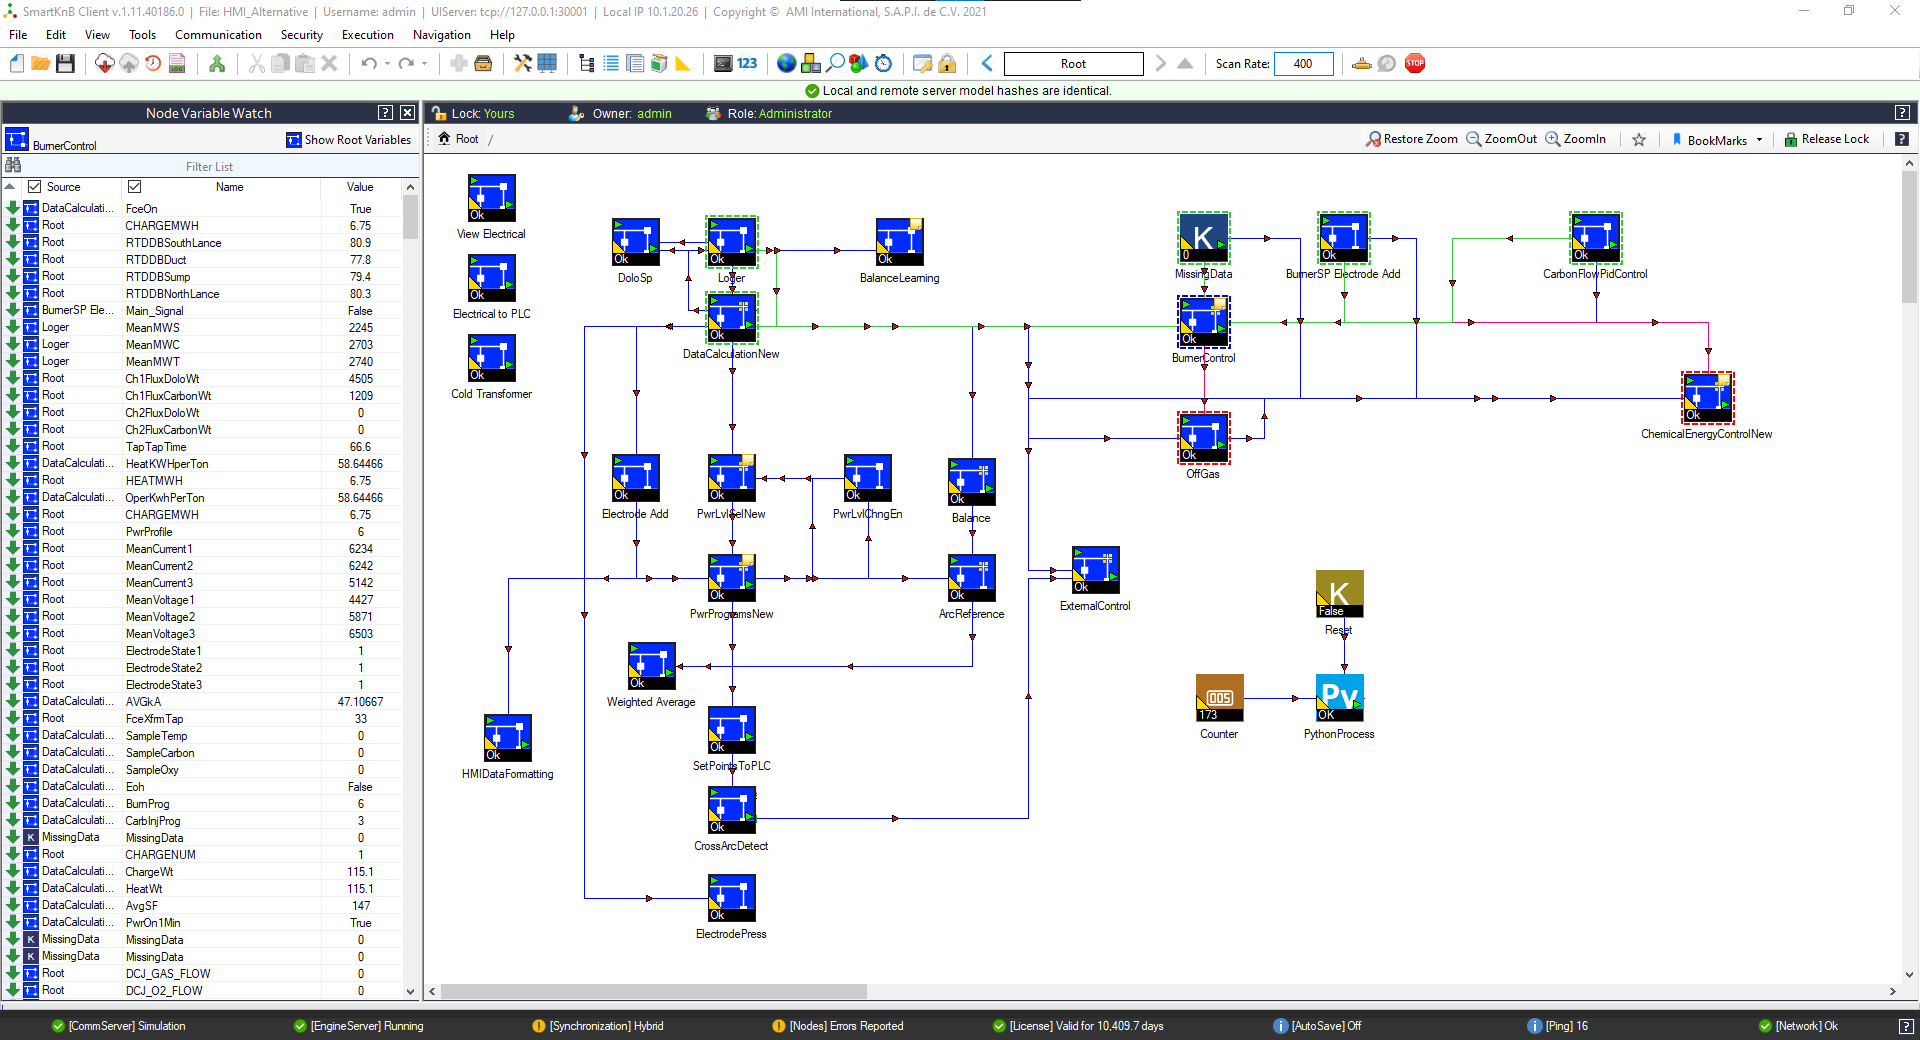 SmartKnB Client v.1.11.40186.0 | File: HMI_Alternative | Username: admin | UIServer: tcp://127.0.0.1:30001 | Local IP 10.1.20.26 | Copyright © AMI International, S.A.P.I. de C.V. 2021
File Edit View Tools Communication Security Execution Navigation Help
LOG 123 Root Scan Rate: 400 STOP
Local and remote server model hashes are identical.
Node Variable Watch ? Lock: Yours Owner: admin Role: Administrator ?
BurnerControl Show Root Variables
Root / Restore Zoom ZoomOut ZoomIn BookMarks Release Lock ?
Filter List
Source Name Value
DataCalculati... FceOn True
Root CHARGEMWH 6.75
Root RTDDBSouthLance 80.9
Root RTDDBDuct 77.8
Root RTDDBSump 79.4
Root RTDDBNorthLance 80.3
BurnerSP Ele... Main_Signal False
Loger MeanMWS 2245
Loger MeanMWC 2703
Loger MeanMWT 2740
Root Ch1FluxDoloWt 4505
Root Ch1FluxCarbonWt 1209
Root Ch2FluxDoloWt 0
Root Ch2FluxCarbonWt 0
Root TapTapTime 66.6
DataCalculati... HeatKWHperTon 58.64466
Root HEATMWH 6.75
DataCalculati... OperKwhPerTon 58.64466
Root CHARGEMWH 6.75
Root PwrProfile 6
Root MeanCurrent1 6234
Root MeanCurrent2 6242
Root MeanCurrent3 5142
Root MeanVoltage1 4427
Root MeanVoltage2 5871
Root MeanVoltage3 6503
Root ElectrodeState1 1
Root ElectrodeState2 1
Root ElectrodeState3 1
DataCalculati... AVGkA 47.10667
Root FceXfrmTap 33
DataCalculati... SampleTemp 0
DataCalculati... SampleCarbon 0
DataCalculati... SampleOxy 0
DataCalculati... Eoh False
DataCalculati... BurnProg 6
DataCalculati... CarbInjProg 3
K MissingData MissingData 0
Root CHARGENUM 1
DataCalculati... ChargeWt 115.1
DataCalculati... HeatWt 115.1
DataCalculati... AvgSF 147
DataCalculati... PwrOn1Min True
K MissingData MissingData 0
K MissingData MissingData 0
Root DCJ_GAS_FLOW 0
Root DCJ_O2_FLOW 0
Ok
View Electrical
Ok
Electrical to PLC
Ok
Cold Transformer
Ok
DoloSp
Ok
Loger
Ok
BalanceLearning
Ok
DataCalculationNew
K
0
MissingData
Ok
BurnerSP Electrode Add
Ok
CarbonFlowPidControl
Ok
BurnerControl
Ok
ChemicalEnergyControlNew
Ok
OffGas
Ok
Electrode Add
Ok
PwrLvlSelNew
Ok
PwrLvlChngEn
Ok
Balance
Ok
PwrProgramsNew
Ok
ArcReference
Ok
ExternalControl
K
False
Reset
Ok
Weighted Average
173
Counter
Py
OK
PythonProcess
Ok
HMIDataFormatting
Ok
SetPointsToPLC
Ok
CrossArcDetect
Ok
ElectrodePress
[CommServer] Simulation [EngineServer] Running [Synchronization] Hybrid [Nodes] Errors Reported [License] Valid for 10,409.7 days [AutoSave] Off [Ping] 16 [Network] Ok ?